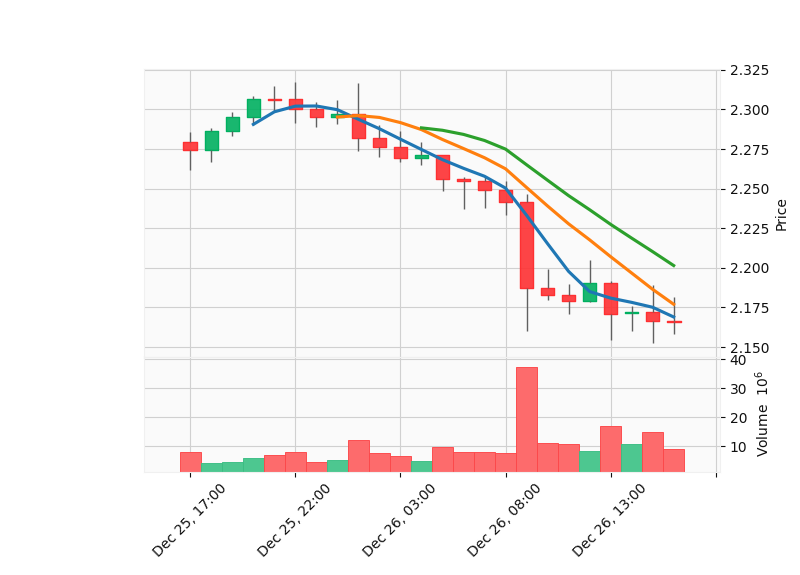 2.325
2.300
2.275
2.250
2.225
2.200
2.175
2.150
Price
40
30
20
10
Volume 10⁶
Dec 25, 17:00
Dec 25, 22:00
Dec 26, 03:00
Dec 26, 08:00
Dec 26, 13:00